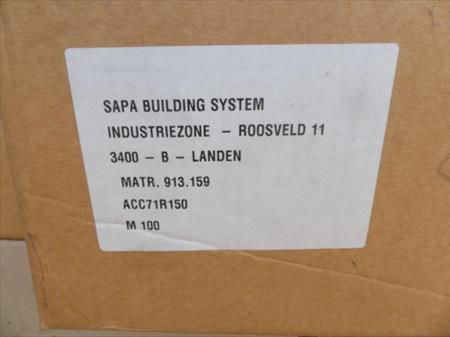 SAPA BUILDING SYSTEM
INDUSTRIEZONE - ROOSVELD 11
3400 - B - LANDEN
MATR. 913.159
ACC71R150
M 100